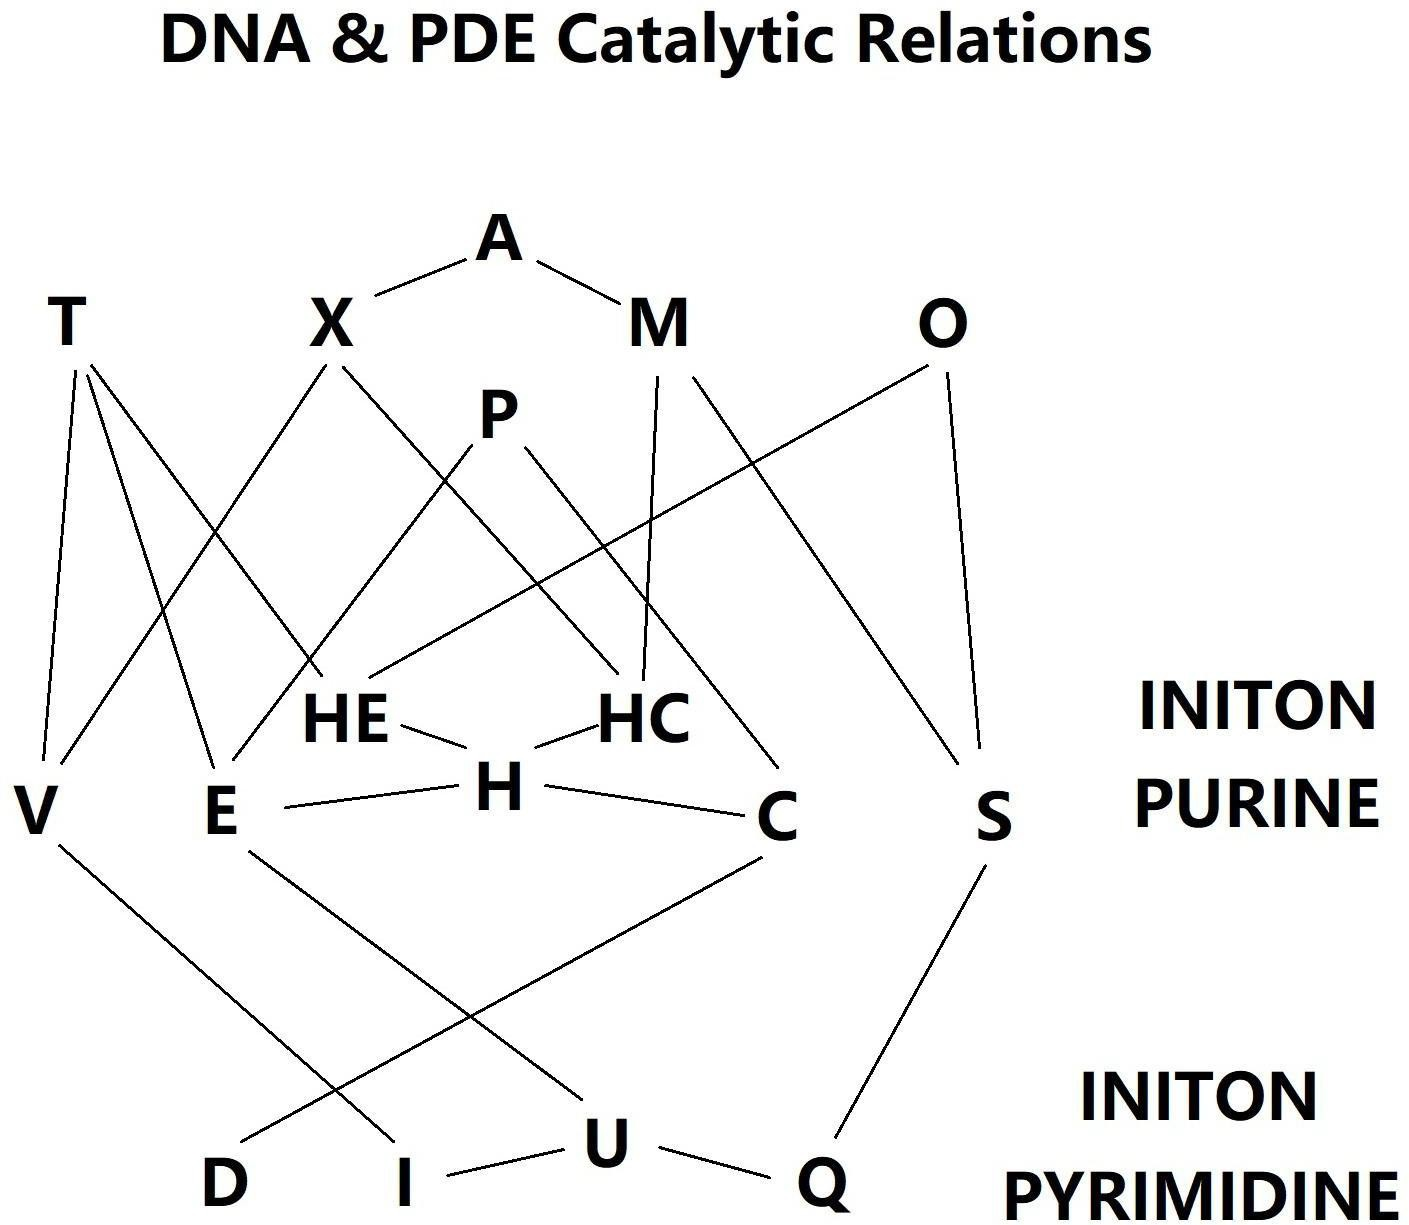 DNA & PDE Catalytic Relations
A
T X M O
P
INITON
HE HC
H
PURINE
V E C S
INITON
U
D I Q
PYRIMIDINE